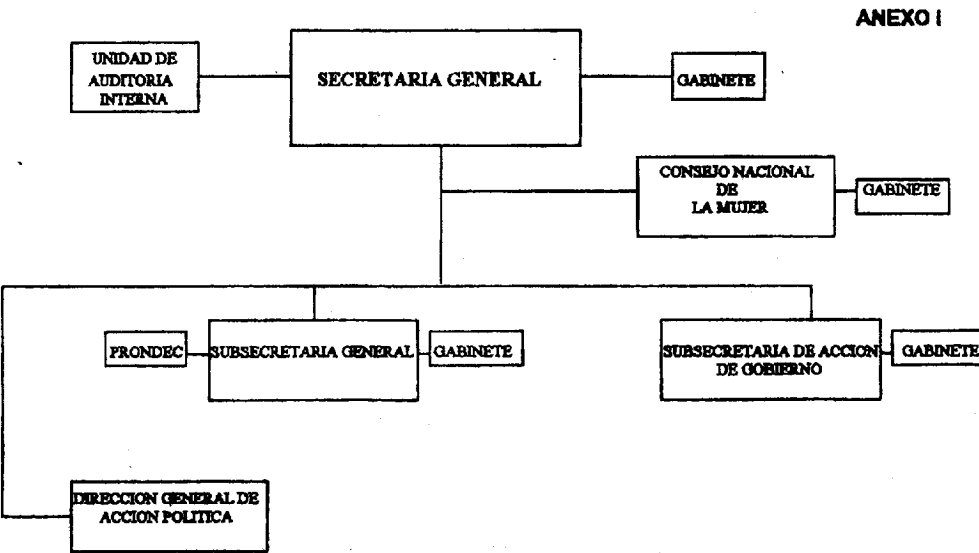 ANEXO I
UNIDAD DE
AUDITORIA
INTERNA
SECRETARIA GENERAL
GABINETE
CONSEJO NACIONAL
DE
LA MUJER
GABINETE
PRONDEC
SUBSECRETARIA GENERAL
GABINETE
SUBSECRETARIA DE ACCION
DE GOBIERNO
GABINETE
DIRECCION GENERAL DE
ACCION POLITICA